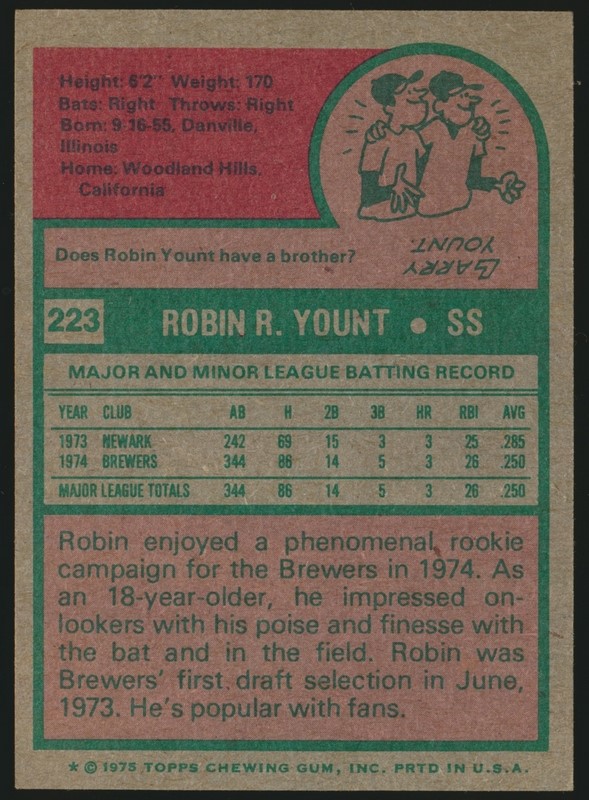 Height: 6'2" Weight: 170
Bats: Right Throws: Right
Born: 9-16-55, Danville,
Illinois
Home: Woodland Hills,
California
Does Robin Yount have a brother?
LARRY
YOUNT.
223 ROBIN R. YOUNT • SS
MAJOR AND MINOR LEAGUE BATTING RECORD
YEAR CLUB AB H 2B 3B HR RBI AVG
1973 NEWARK 242 69 15 3 3 25 .285
1974 BREWERS 344 86 14 5 3 26 .250
MAJOR LEAGUE TOTALS 344 86 14 5 3 26 .250
Robin enjoyed a phenomenal rookie
campaign for the Brewers in 1974. As
an 18-year-older, he impressed on-
lookers with his poise and finesse with
the bat and in the field. Robin was
Brewers' first draft selection in June,
1973. He's popular with fans.
* © 1975 TOPPS CHEWING GUM, INC. PRTD IN U.S.A.